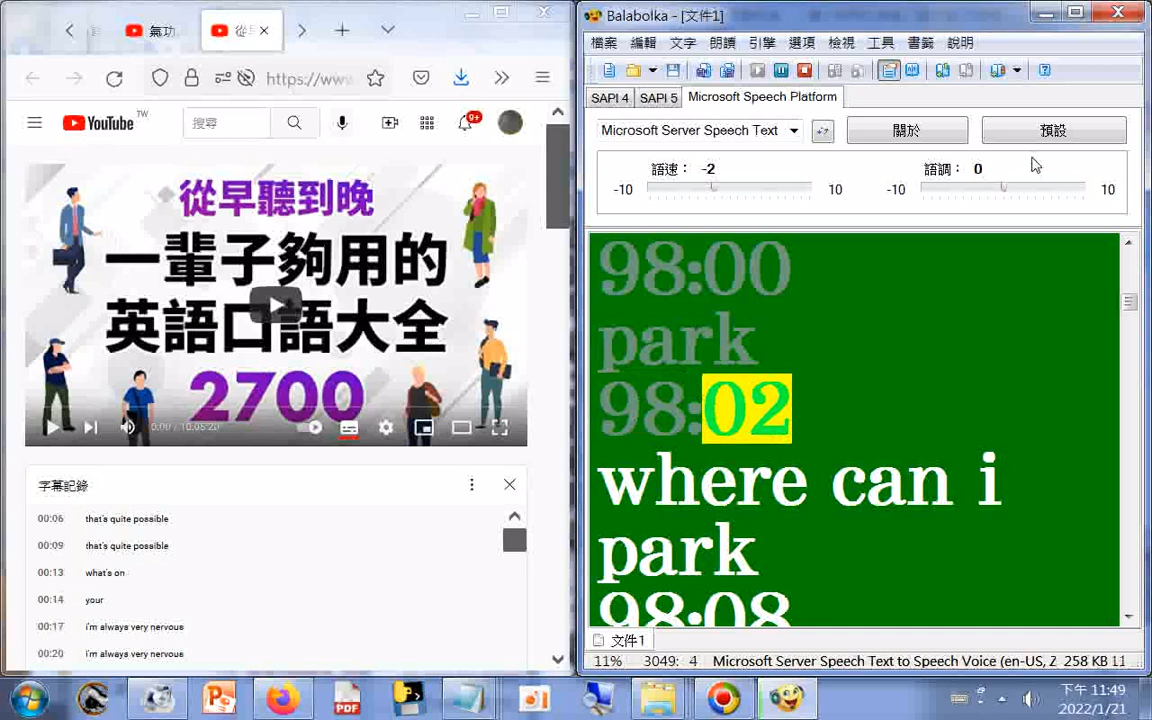 氣功
從
https://www
YouTube TW
搜尋
9+
從早聽到晚
一輩子夠用的
英語口語大全
2700
0:00 / 10:05:20
字幕記錄
00:06 that's quite possible
00:09 that's quite possible
00:13 what's on
00:14 your
00:17 i'm always very nervous
00:20 i'm always very nervous
Balabolka - [文件1]
檔案 編輯 文字 朗讀 引擎 選項 檢視 工具 書籤 說明
SAPI 4 SAPI 5 Microsoft Speech Platform
Microsoft Server Speech Text 關於 預設
語速： -2 語調： 0
-10 10 -10 10
98:00
park
98:02
where can i
park
98:08
文件1
11% 3049: 4 Microsoft Server Speech Text to Speech Voice (en-US, Z 258 KB 11
PDF
下午 11:49
2022/1/21